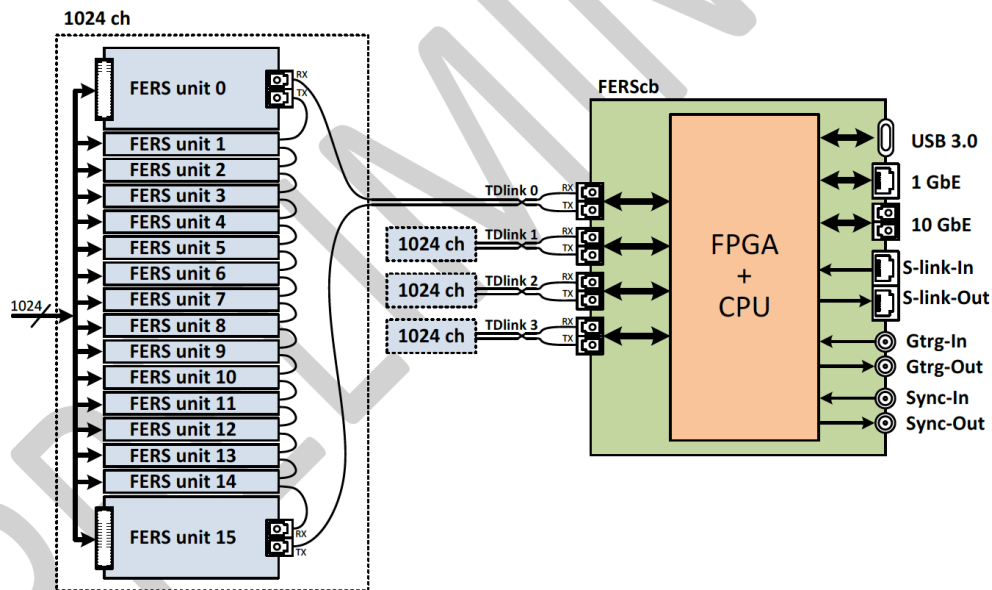 1024 ch
FERS unit 0
RX
TX
FERS unit 1
FERS unit 2
FERS unit 3
FERS unit 4
FERS unit 5
FERS unit 6
FERS unit 7
1024
FERS unit 8
FERS unit 9
FERS unit 10
FERS unit 11
FERS unit 12
FERS unit 13
FERS unit 14
FERS unit 15
RX
TX
TDlink 0
RX
TX
1024 ch
TDlink 1
RX
TX
1024 ch
TDlink 2
RX
TX
1024 ch
TDlink 3
RX
TX
FERScb
FPGA
+
CPU
USB 3.0
1 GbE
10 GbE
S-link-In
S-link-Out
Gtrg-In
Gtrg-Out
Sync-In
Sync-Out